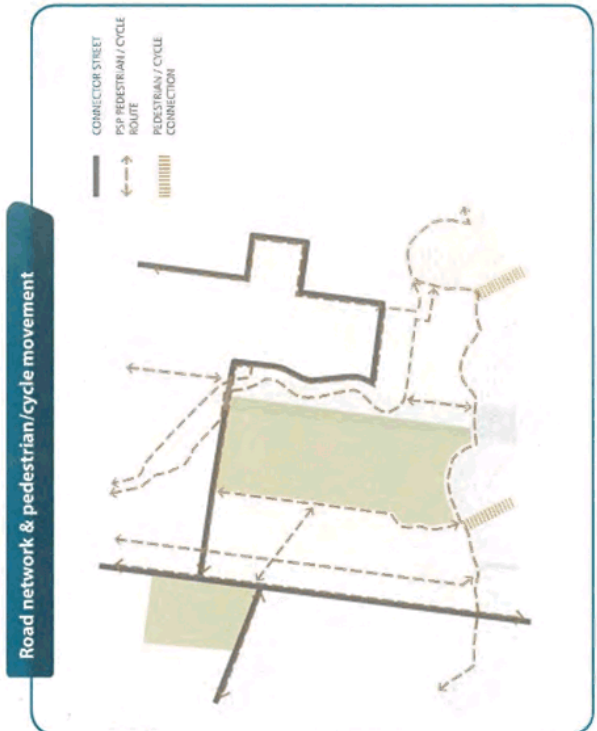 Road network & pedestrian/cycle movement
CONNECTOR STREET
PSP PEDESTRIAN / CYCLE
ROUTE
PEDESTRIAN / CYCLE
CONNECTION